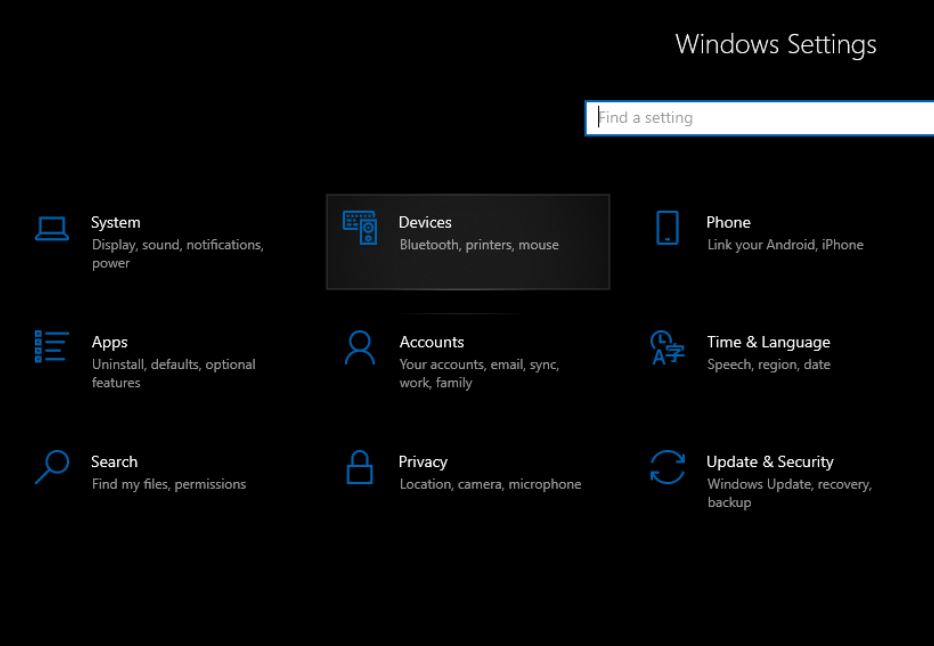 Windows Settings
Find a setting
System
Display, sound, notifications,
power
Devices
Bluetooth, printers, mouse
Phone
Link your Android, iPhone
Apps
Uninstall, defaults, optional
features
Accounts
Your accounts, email, sync,
work, family
Time & Language
Speech, region, date
Search
Find my files, permissions
Privacy
Location, camera, microphone
Update & Security
Windows Update, recovery,
backup